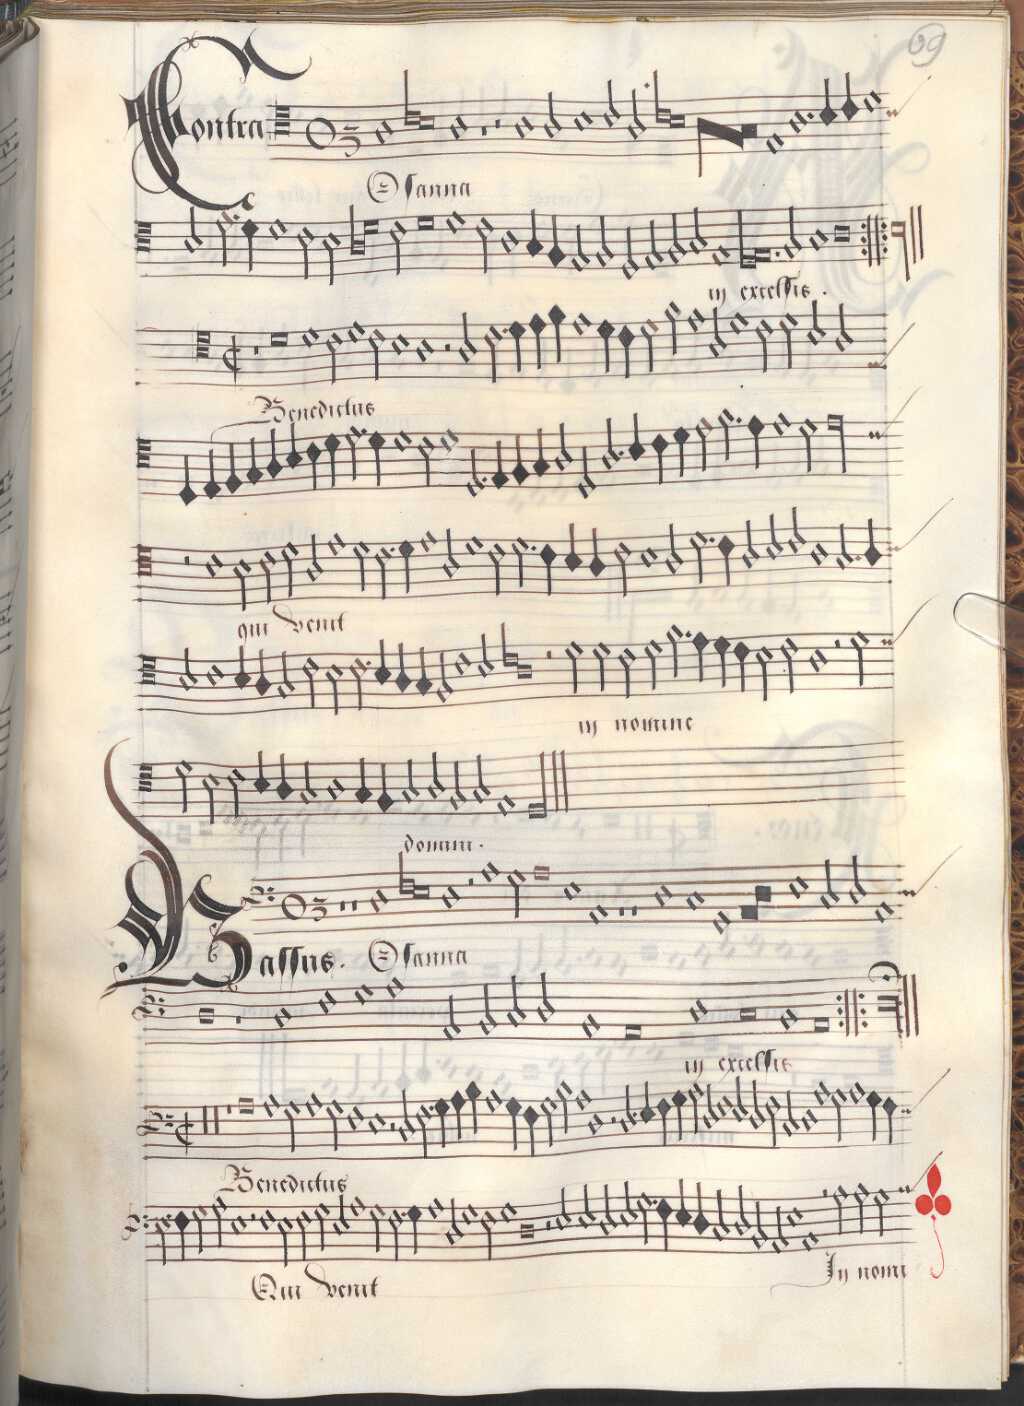 69
Contra
Osanna
in excelsis .
Benedictus
qui venit
in nomine
domini .
Bassus . Osanna
in excelsis
Benedictus
Qui venit In nomi